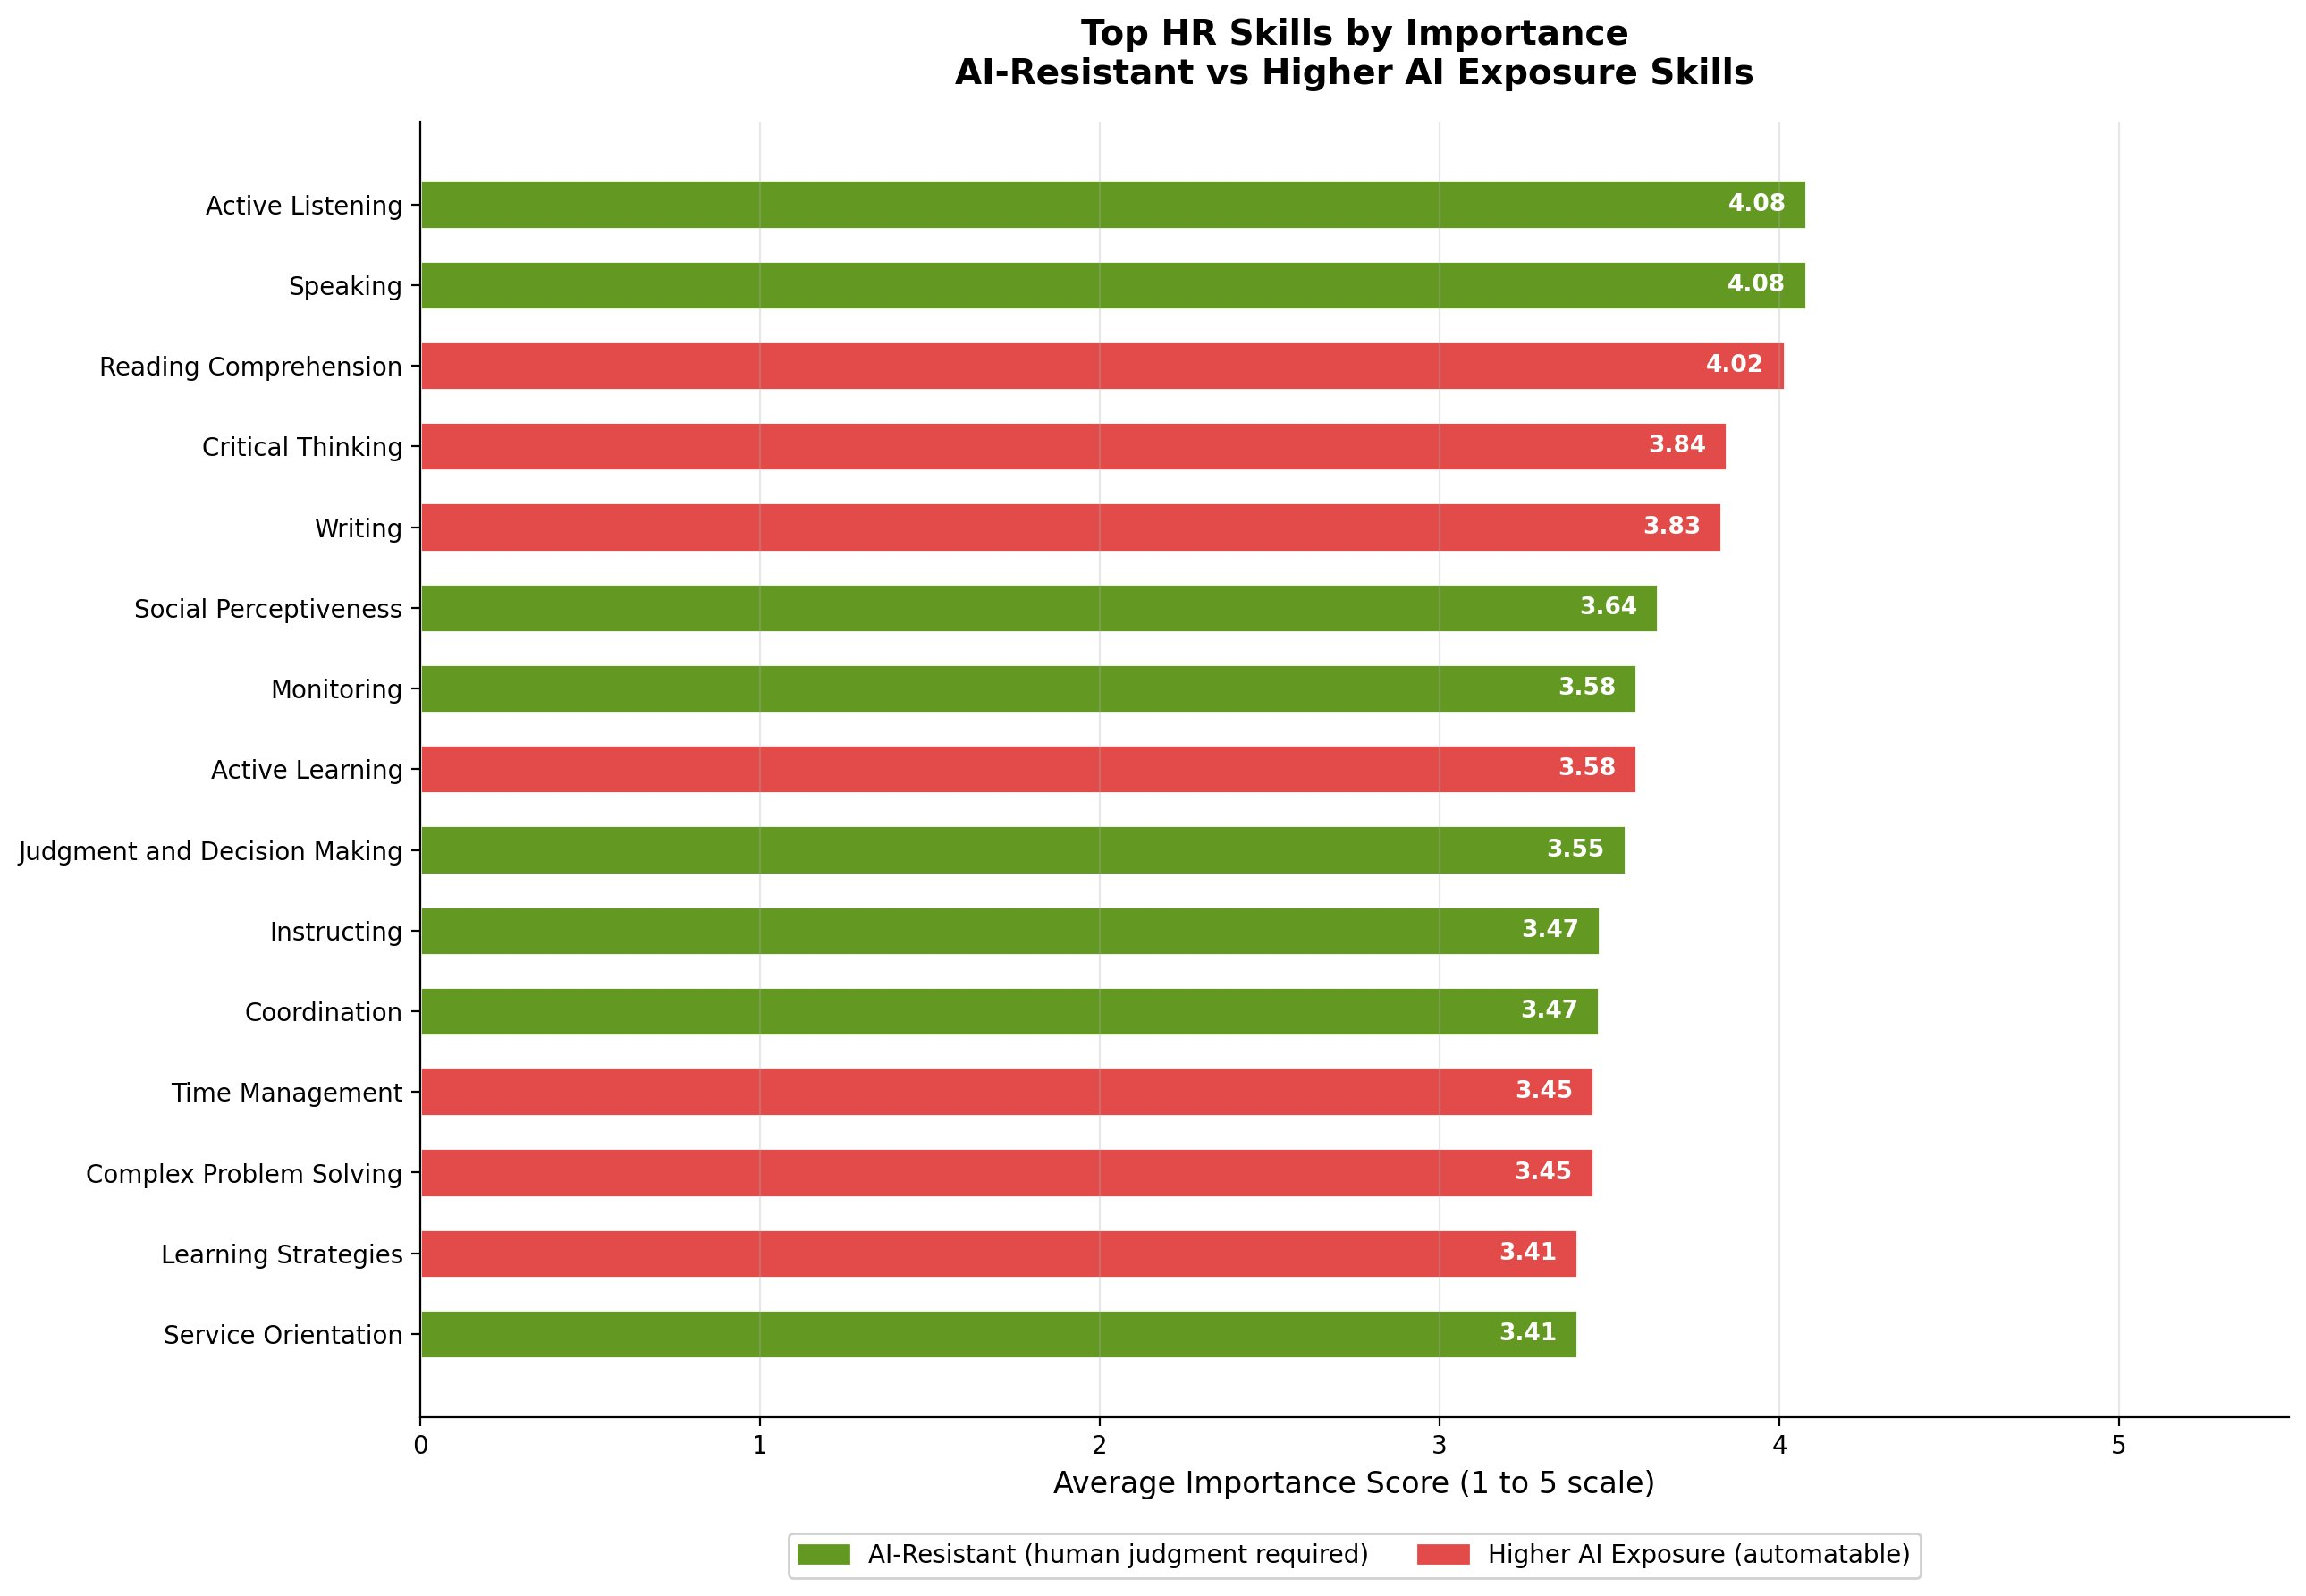 Top HR Skills by Importance
AI-Resistant vs Higher AI Exposure Skills
Active Listening 4.08
Speaking 4.08
Reading Comprehension 4.02
Critical Thinking 3.84
Writing 3.83
Social Perceptiveness 3.64
Monitoring 3.58
Active Learning 3.58
Judgment and Decision Making 3.55
Instructing 3.47
Coordination 3.47
Time Management 3.45
Complex Problem Solving 3.45
Learning Strategies 3.41
Service Orientation 3.41
0 1 2 3 4 5
Average Importance Score (1 to 5 scale)
AI-Resistant (human judgment required) Higher AI Exposure (automatable)